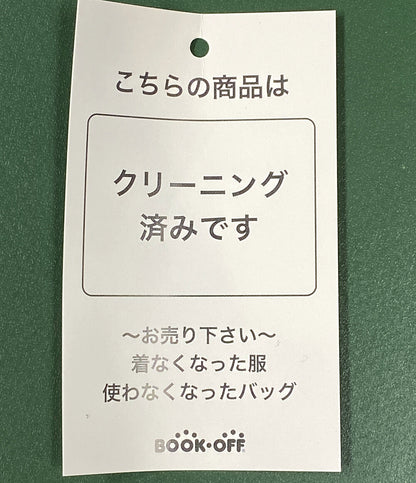 こちらの商品は
クリーニング
済みです
～お売り下さい～
着なくなった服
使わなくなったバッグ
BOOK・OFF